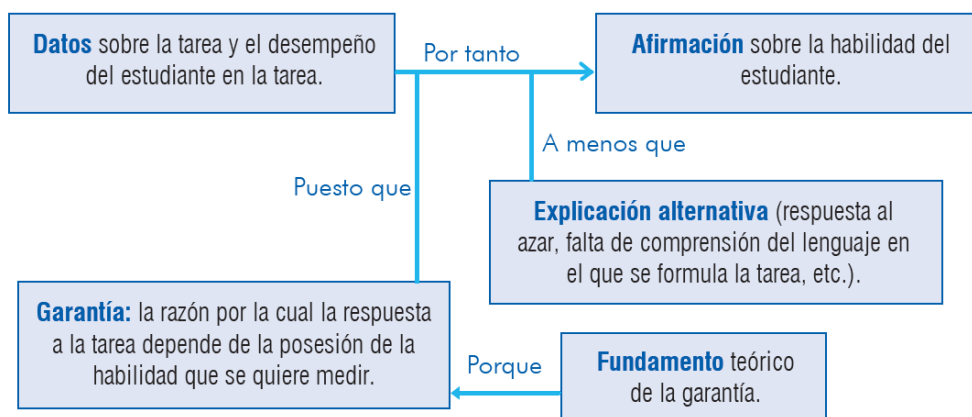 Datos sobre la tarea y el desempeño
del estudiante en la tarea.
Por tanto
Afirmación sobre la habilidad del
estudiante.
A menos que
Puesto que
Explicación alternativa (respuesta al
azar, falta de comprensión del lenguaje en
el que se formula la tarea, etc.).
Garantía: la razón por la cual la respuesta
a la tarea depende de la posesión de la
habilidad que se quiere medir.
Porque
Fundamento teórico
de la garantía.